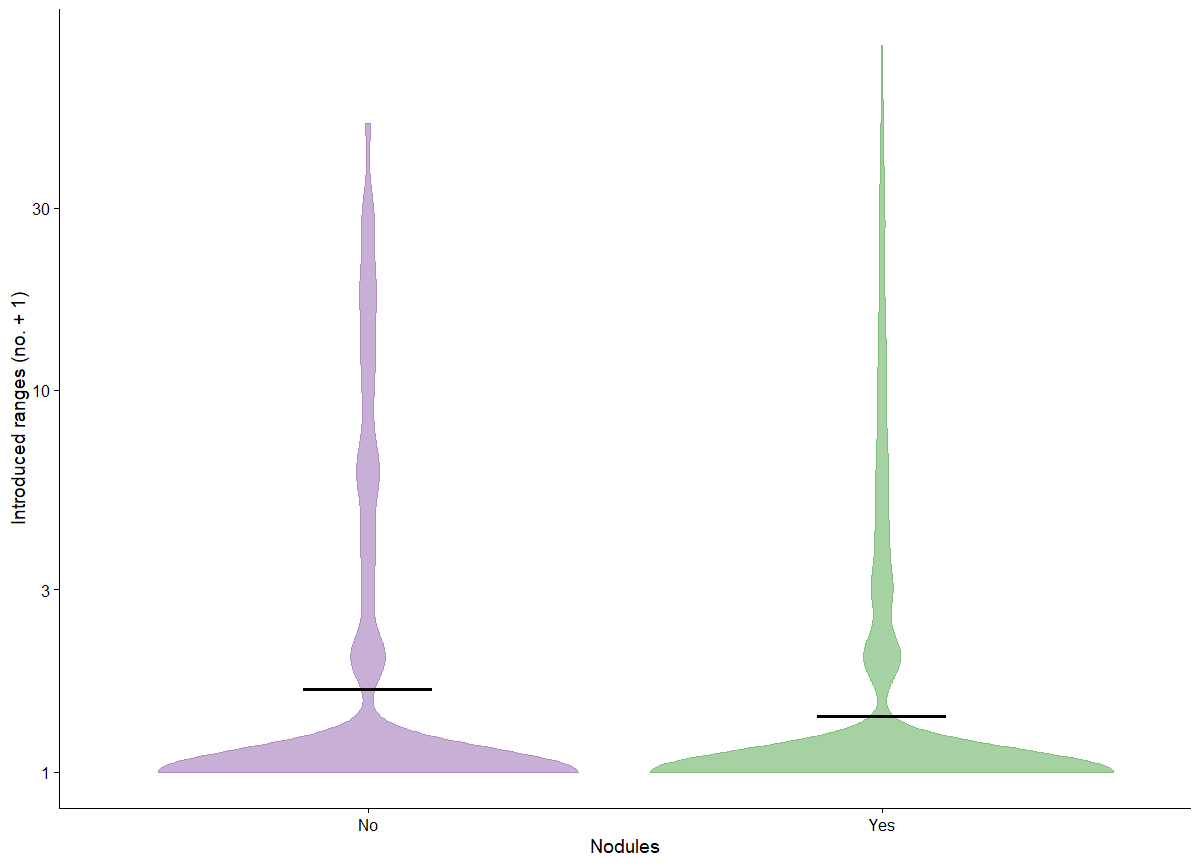 Introduced ranges (no. + 1)
30
10
3
1
No
Yes
Nodules